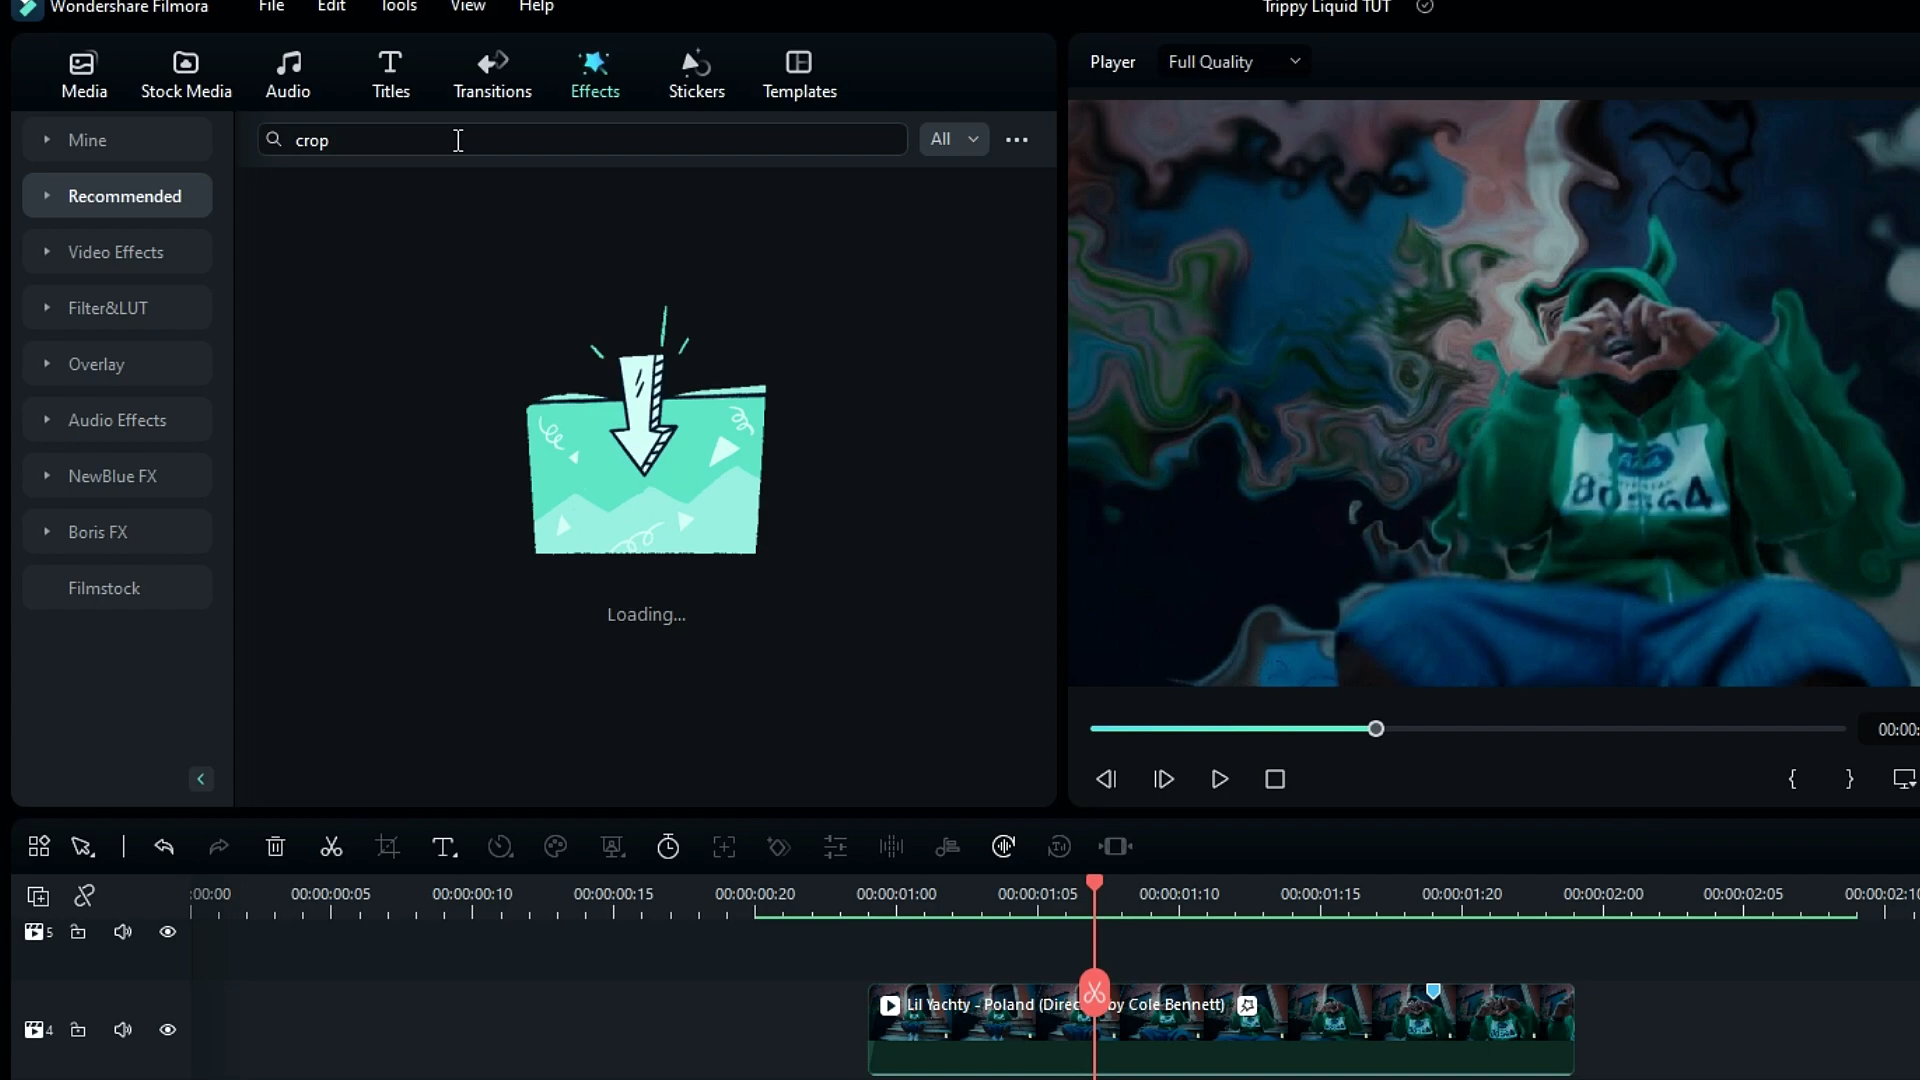 Wondershare Filmora File Edit Tools View Help Trippy Liquid TUT
Media Stock Media Audio Titles Transitions Effects Stickers Templates
Player Full Quality
crop All
Mine
Recommended
Video Effects
Filter&LUT
Overlay
Audio Effects
NewBlue FX
Boris FX
Filmstock
Loading...
00:00:
:00:00 00:00:00:05 00:00:00:10 00:00:00:15 00:00:00:20 00:00:01:00 00:00:01:05 00:00:01:10 00:00:01:15 00:00:01:20 00:00:02:00 00:00:02:05 00:00:02:10
5
Lil Yachty - Poland (Direc by Cole Bennett)
4